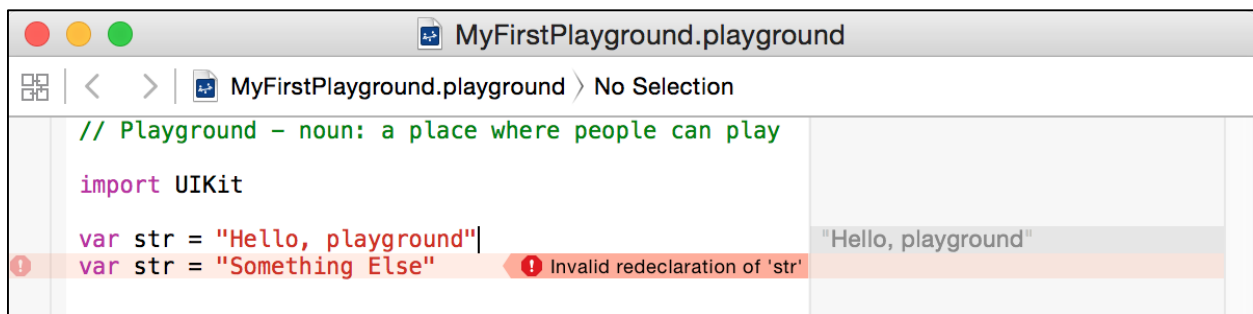 MyFirstPlayground.playground
MyFirstPlayground.playground 〉 No Selection
// Playground – noun: a place where people can play
import UIKit
var str = "Hello, playground"
"Hello, playground"
var str = "Something Else"
Invalid redeclaration of 'str'